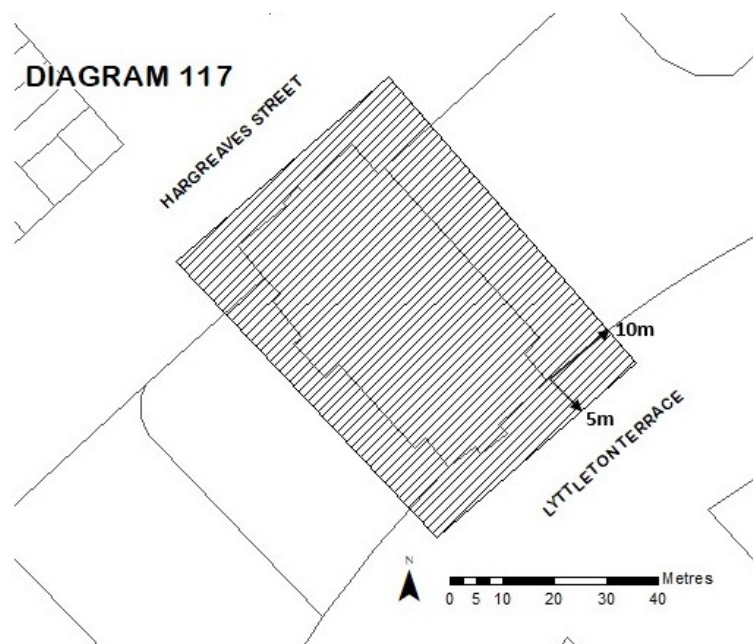 DIAGRAM 117
HARGREAVES STREET
10m
5m
LYTTLETON TERRACE
N
Metres
0 5 10 20 30 40